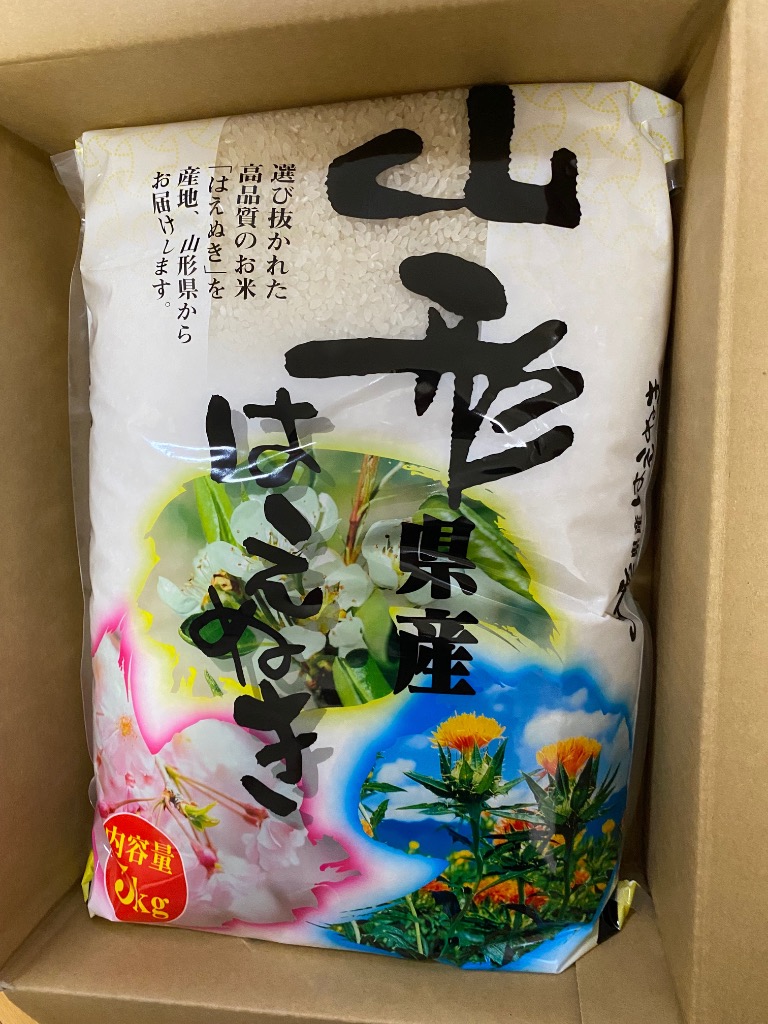 山形県産
はえぬき
選び抜かれた
高品質のお米
「はえぬき」を
産地、山形県から
お届けします。
内容量
5kg